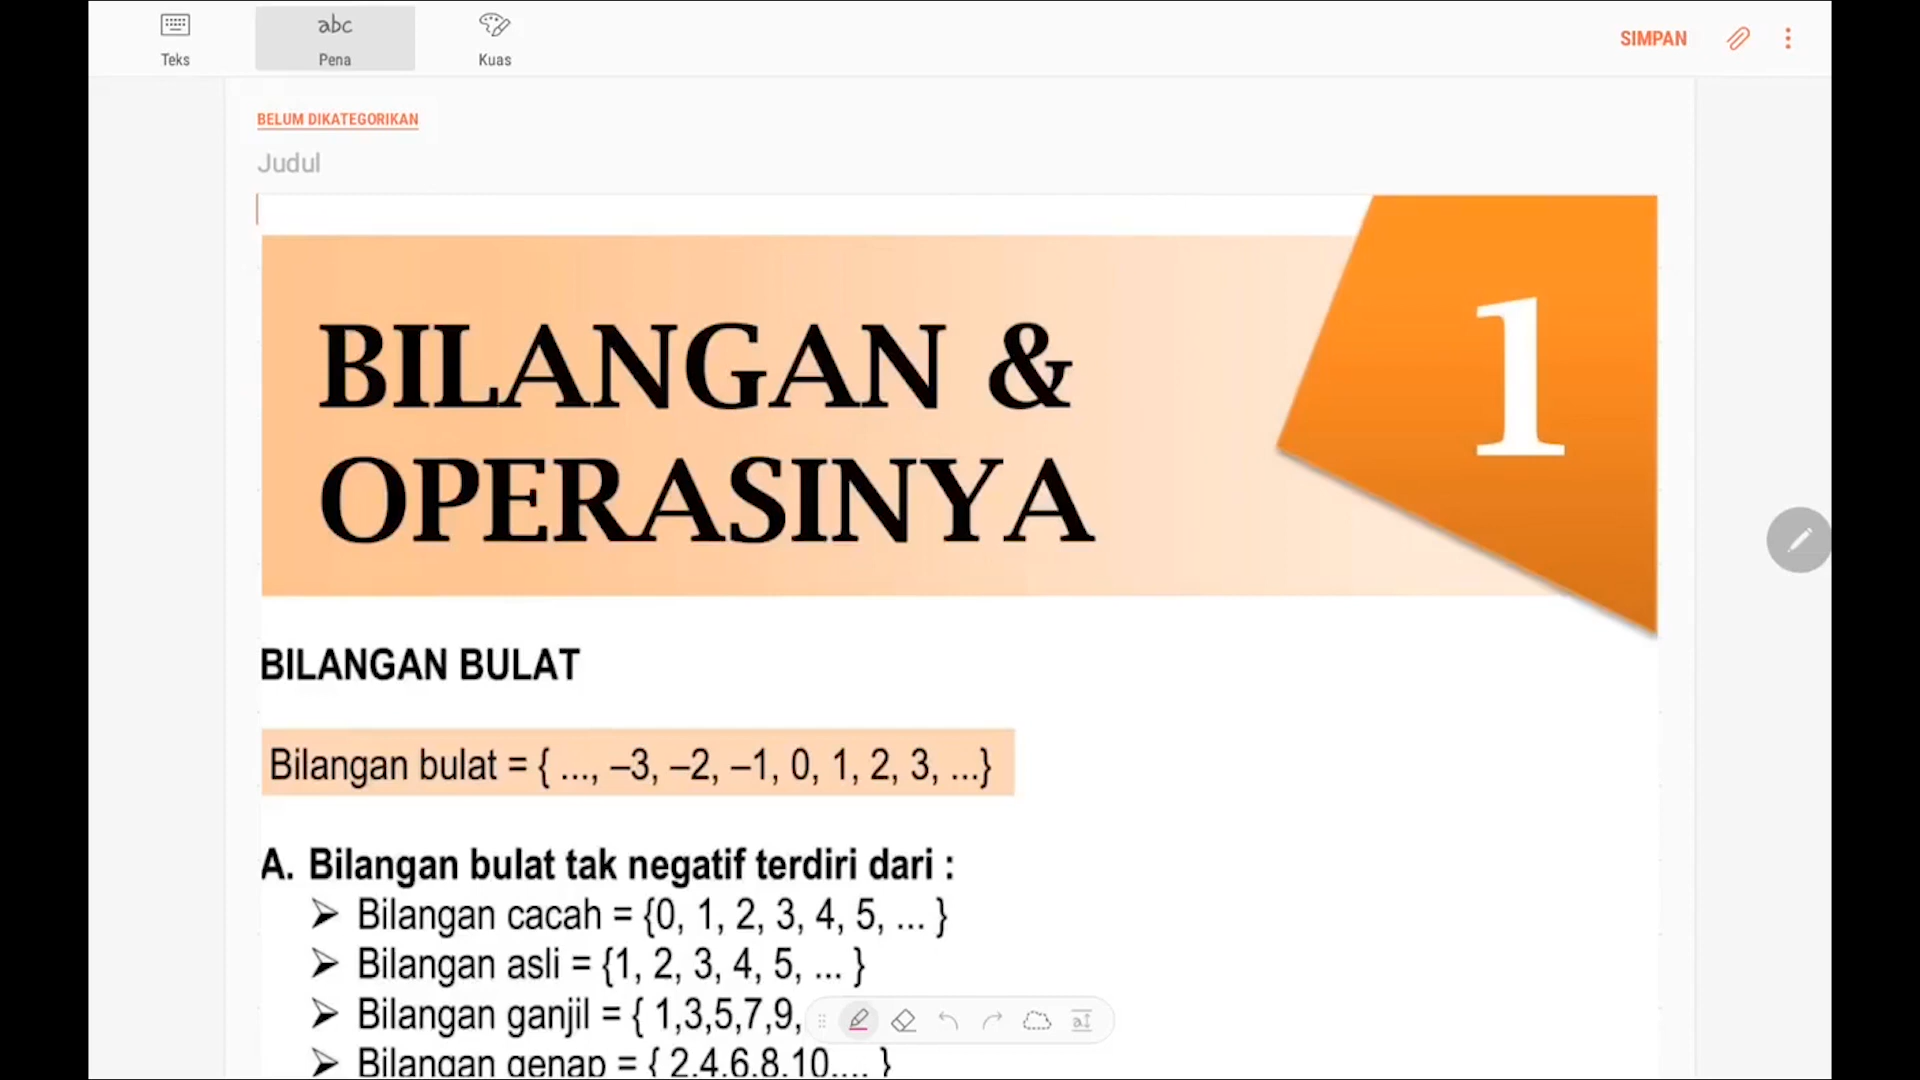 Teks
abc
Pena
Kuas
SIMPAN
BELUM DIKATEGORIKAN
Judul
BILANGAN &
OPERASINYA
1
BILANGAN BULAT
Bilangan bulat = { ..., –3, –2, –1, 0, 1, 2, 3, ...}
A. Bilangan bulat tak negatif terdiri dari :
➢ Bilangan cacah = {0, 1, 2, 3, 4, 5, ... }
➢ Bilangan asli = {1, 2, 3, 4, 5, ... }
➢ Bilangan ganjil = { 1,3,5,7,9,
➢ Bilangan genap = { 2,4,6,8,10,... }